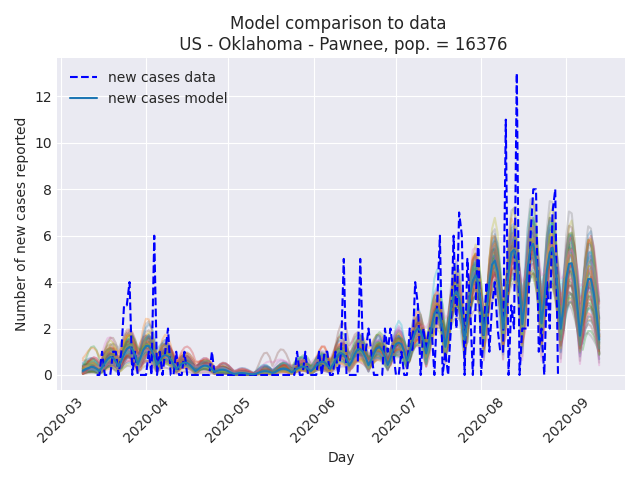 Model comparison to data
US - Oklahoma - Pawnee, pop. = 16376
new cases data
new cases model
Number of new cases reported
12
10
8
6
4
2
0
2020-03
2020-04
2020-05
2020-06
2020-07
2020-08
2020-09
Day